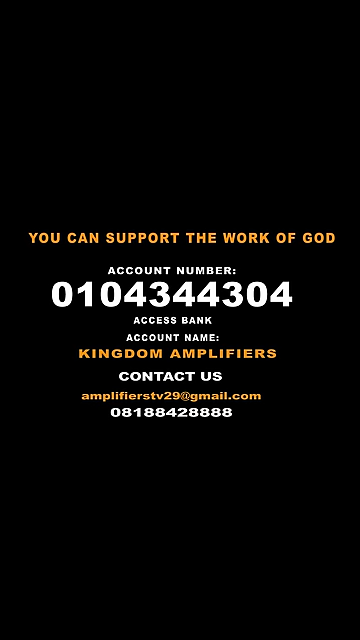 YOU CAN SUPPORT THE WORK OF GOD
ACCOUNT NUMBER:
0104344304
ACCESS BANK
ACCOUNT NAME:
KINGDOM AMPLIFIERS
CONTACT US
amplifierstv29@gmail.com
08188428888